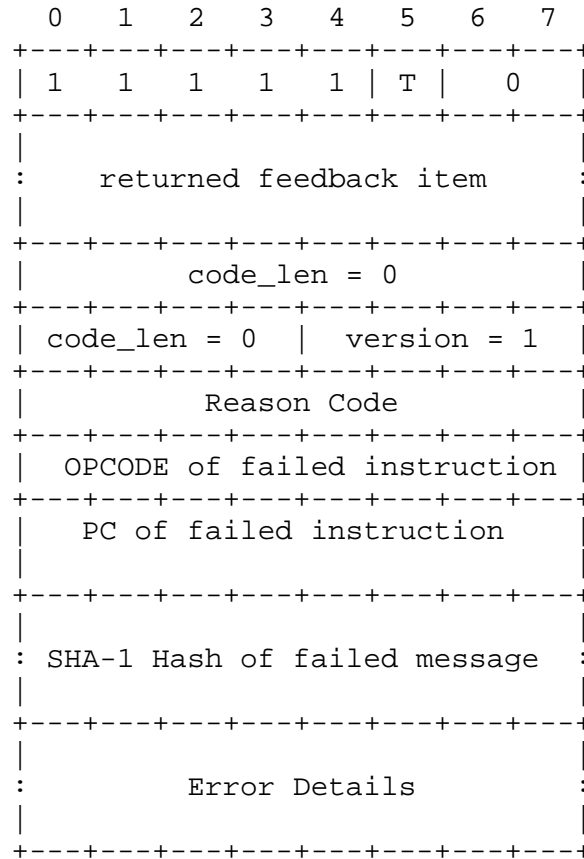 0   1   2   3   4   5   6   7
+---+---+---+---+---+---+---+---+
| 1   1   1   1   1 | T |   0   |
+---+---+---+---+---+---+---+---+
|                               |
:    returned feedback item     :
|                               |
+---+---+---+---+---+---+---+---+
|         code_len = 0          |
+---+---+---+---+---+---+---+---+
| code_len = 0  |  version = 1  |
+---+---+---+---+---+---+---+---+
|          Reason Code          |
+---+---+---+---+---+---+---+---+
|  OPCODE of failed instruction |
+---+---+---+---+---+---+---+---+
|   PC of failed instruction    |
|                               |
+---+---+---+---+---+---+---+---+
|                               |
: SHA-1 Hash of failed message  :
|                               |
+---+---+---+---+---+---+---+---+
|                               |
:         Error Details         :
|                               |
+---+---+---+---+---+---+---+---+